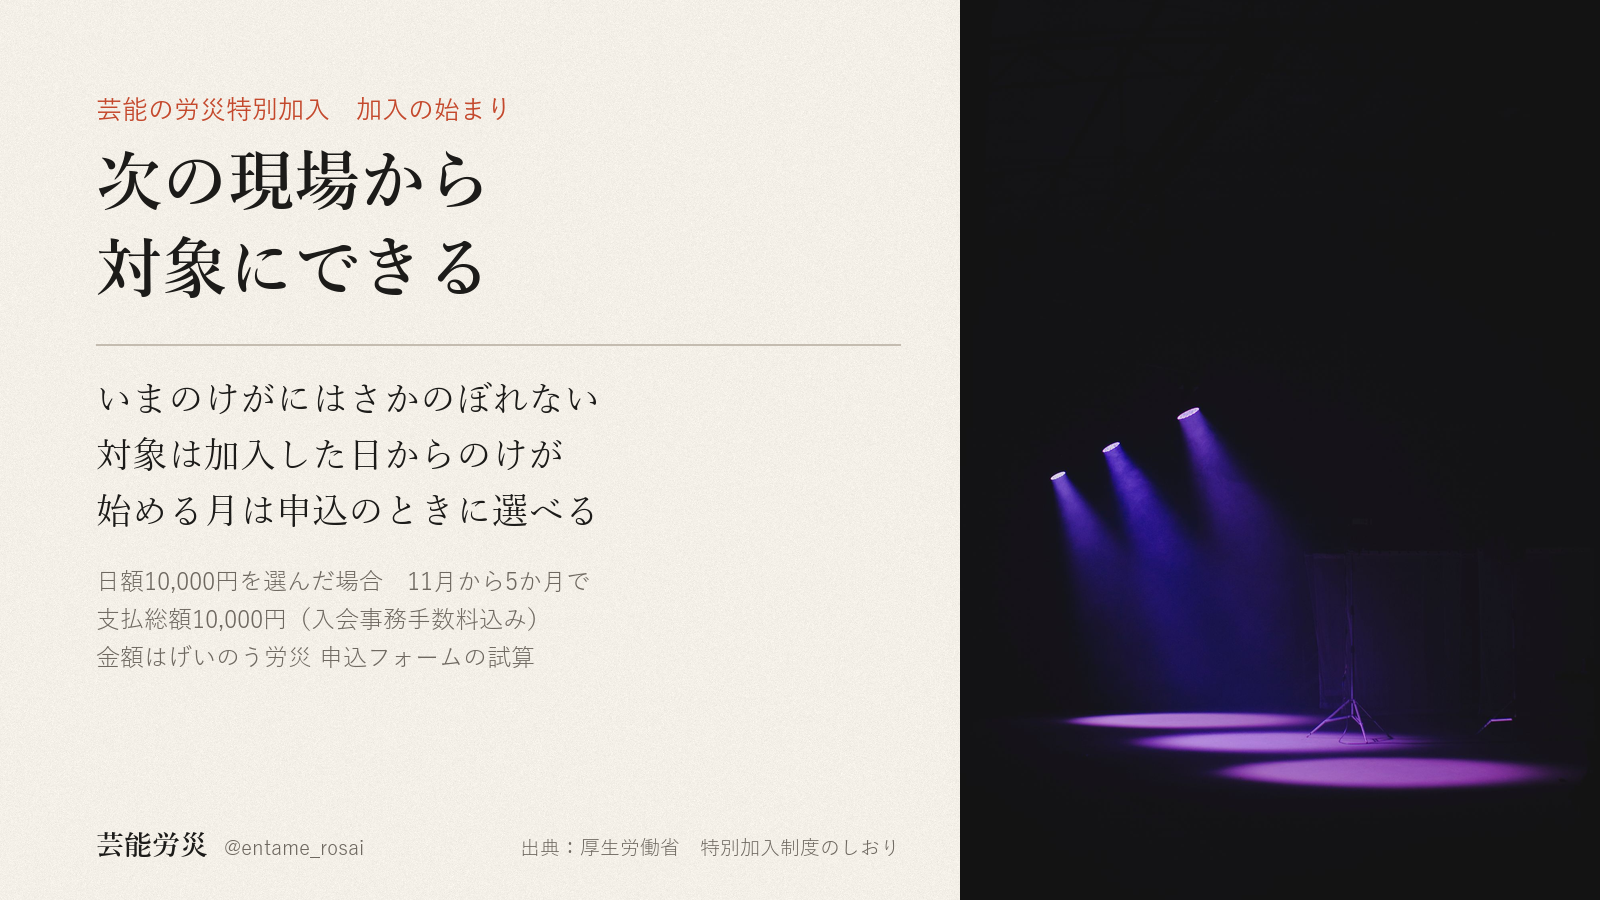 芸能の労災特別加入　加入の始まり
次の現場から
対象にできる
いまのけがにはさかのぼれない
対象は加入した日からのけが
始める月は申込のときに選べる
日額10,000円を選んだ場合　11月から5か月で
支払総額10,000円（入会事務手数料込み）
金額はげいのう労災 申込フォームの試算
芸能労災 @entame_rosai
出典：厚生労働省　特別加入制度のしおり